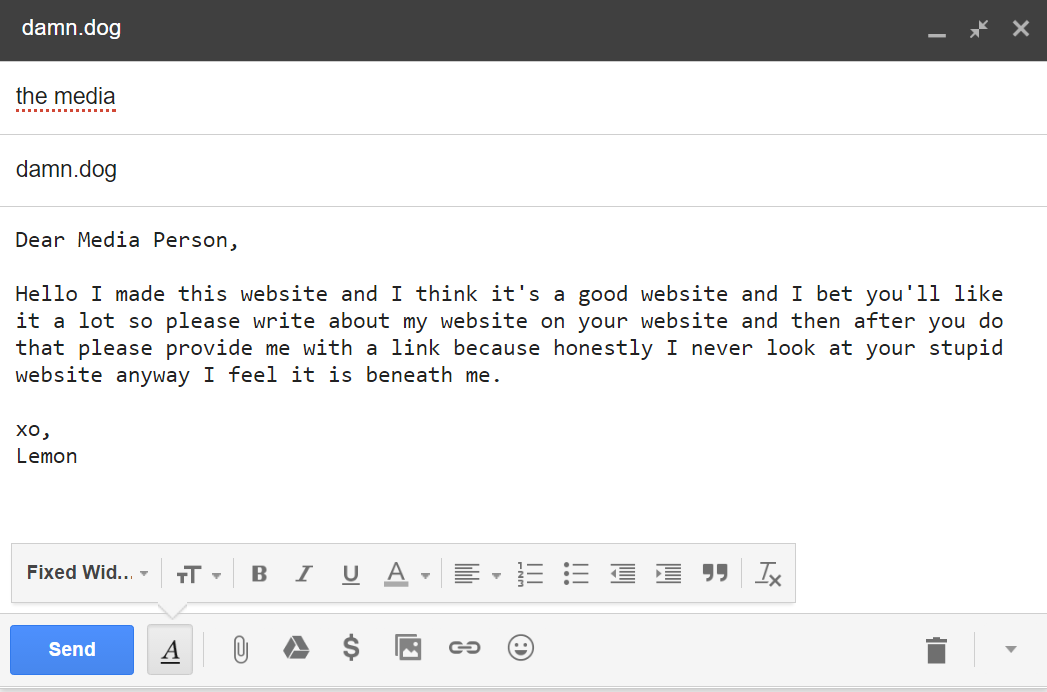 damn.dog
the media
damn.dog
Dear Media Person,
Hello I made this website and I think it's a good website and I bet you'll like
it a lot so please write about my website on your website and then after you do
that please provide me with a link because honestly I never look at your stupid
website anyway I feel it is beneath me.
xo,
Lemon
Fixed Wid...
Send